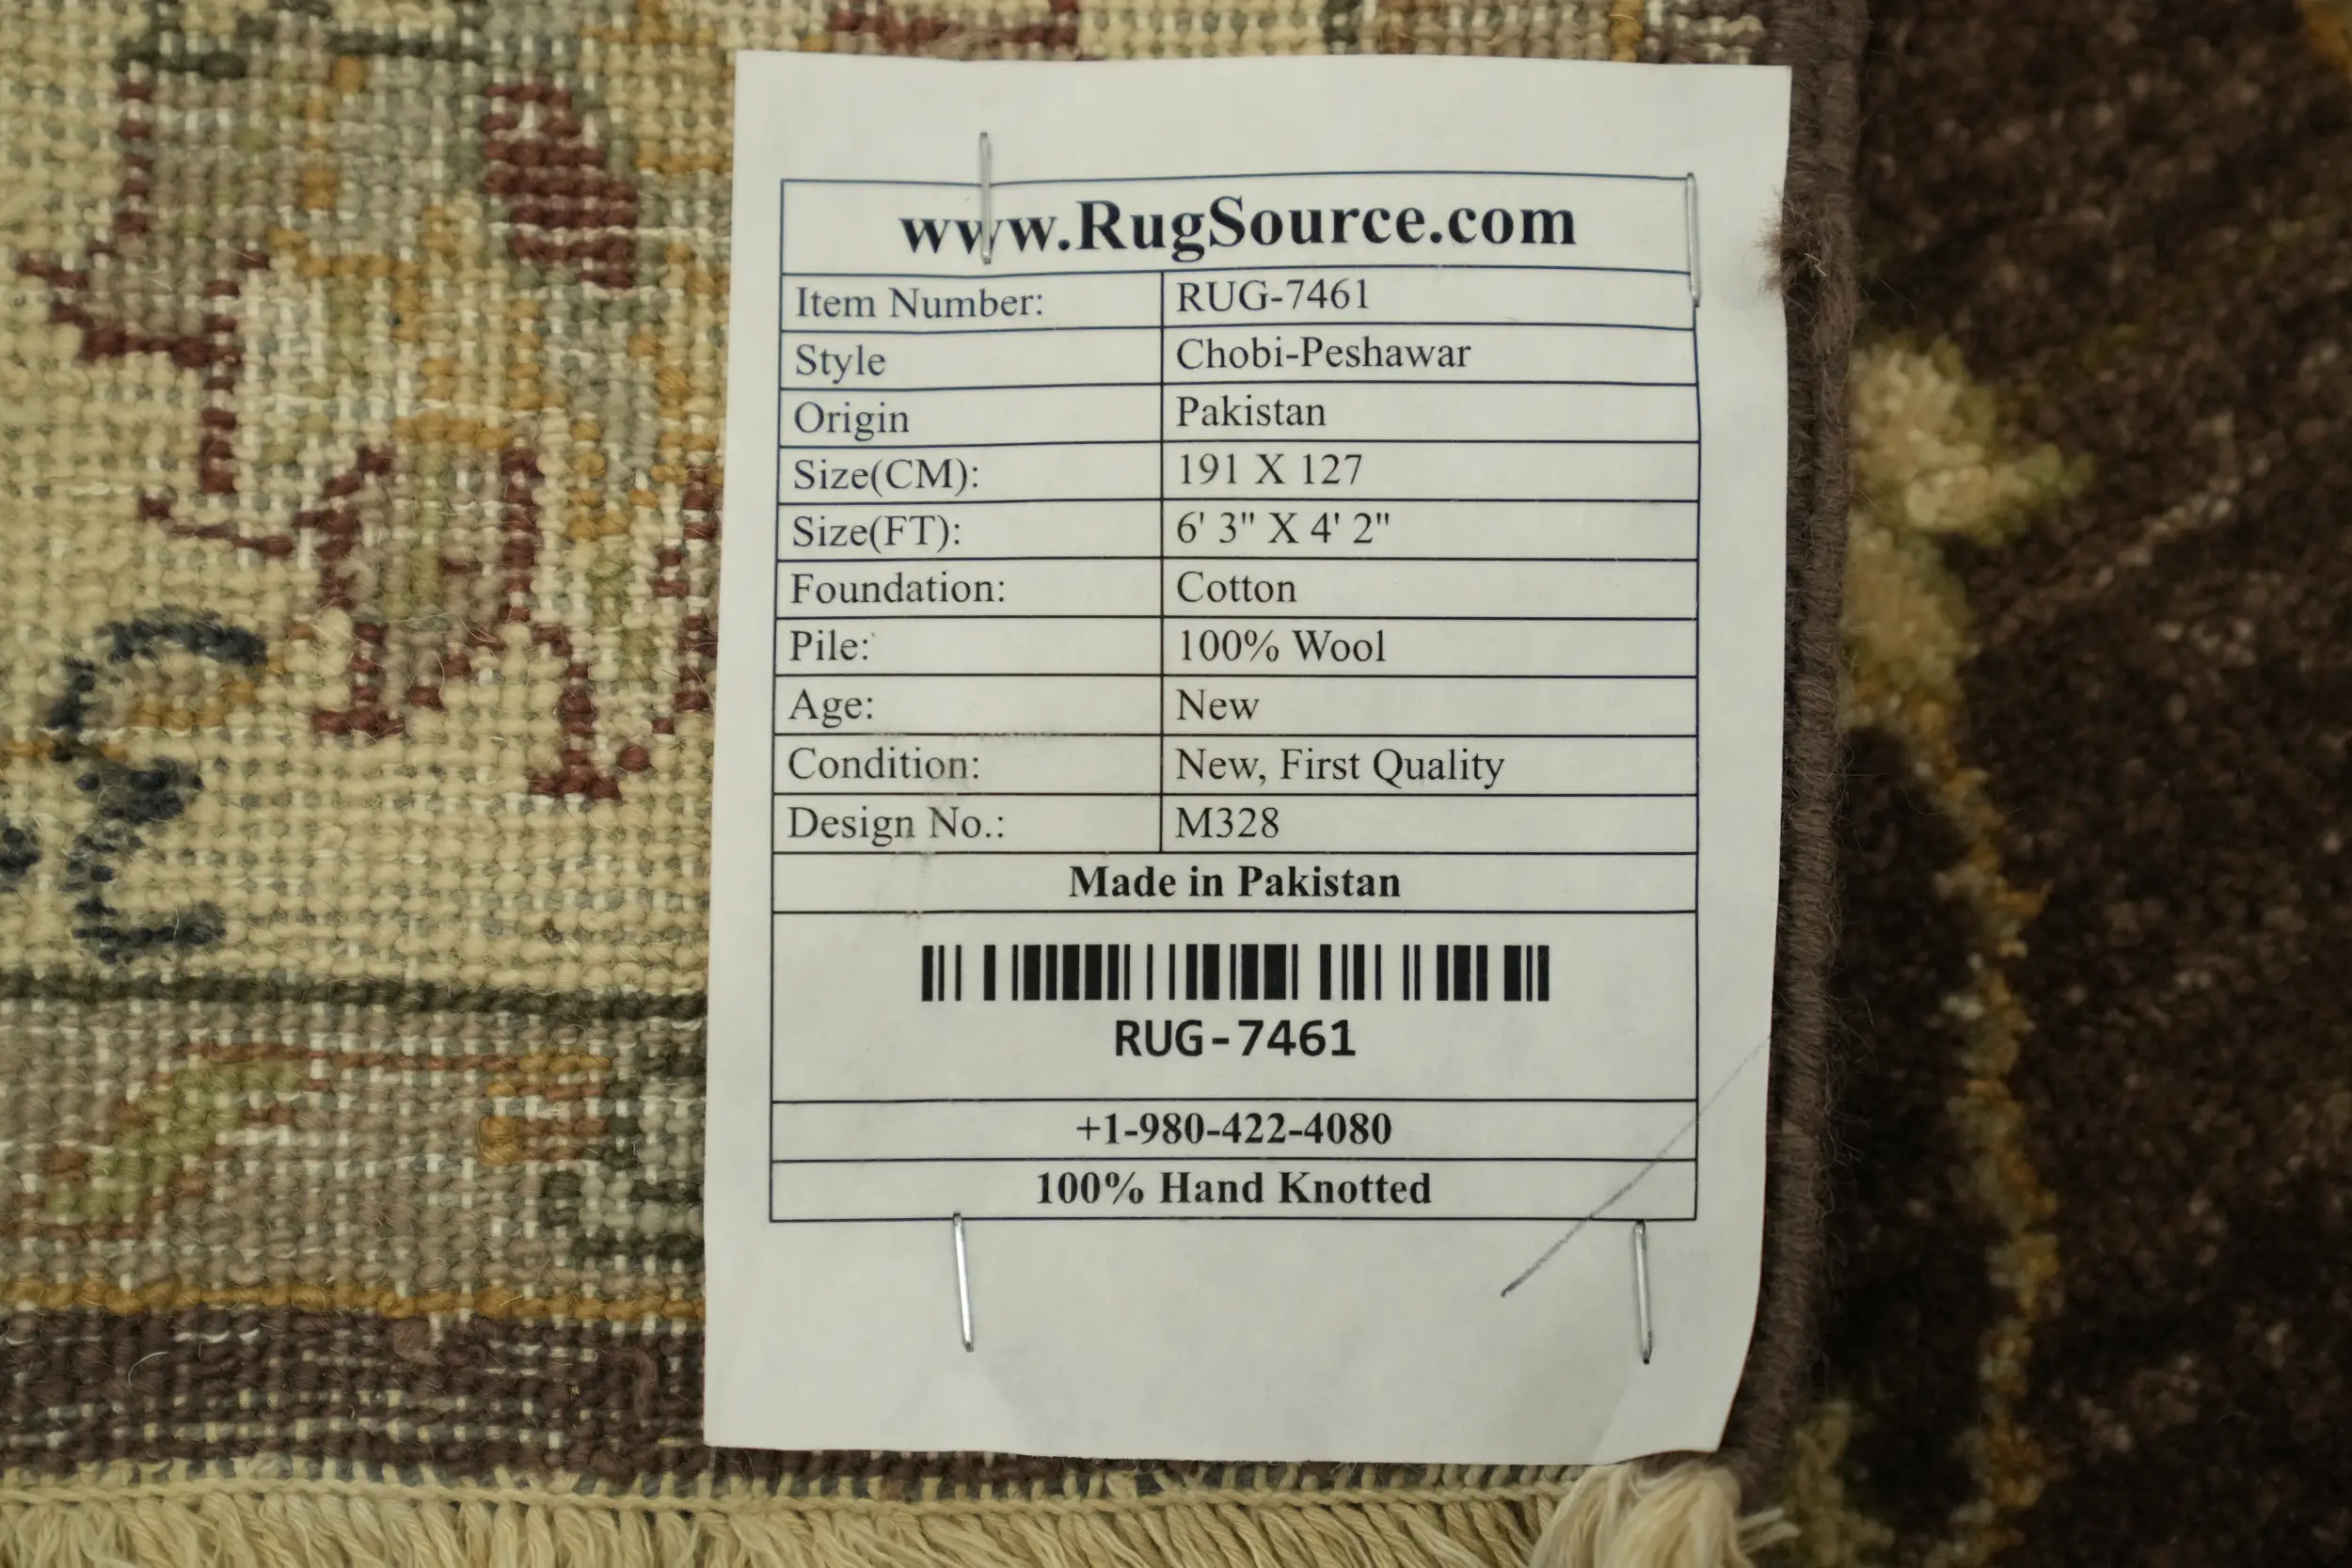 www.RugSource.com
Item Number: RUG-7461
Style Chobi-Peshawar
Origin Pakistan
Size(CM): 191 X 127
Size(FT): 6' 3" X 4' 2"
Foundation: Cotton
Pile: 100% Wool
Age: New
Condition: New, First Quality
Design No.: M328
Made in Pakistan
RUG-7461
+1-980-422-4080
100% Hand Knotted